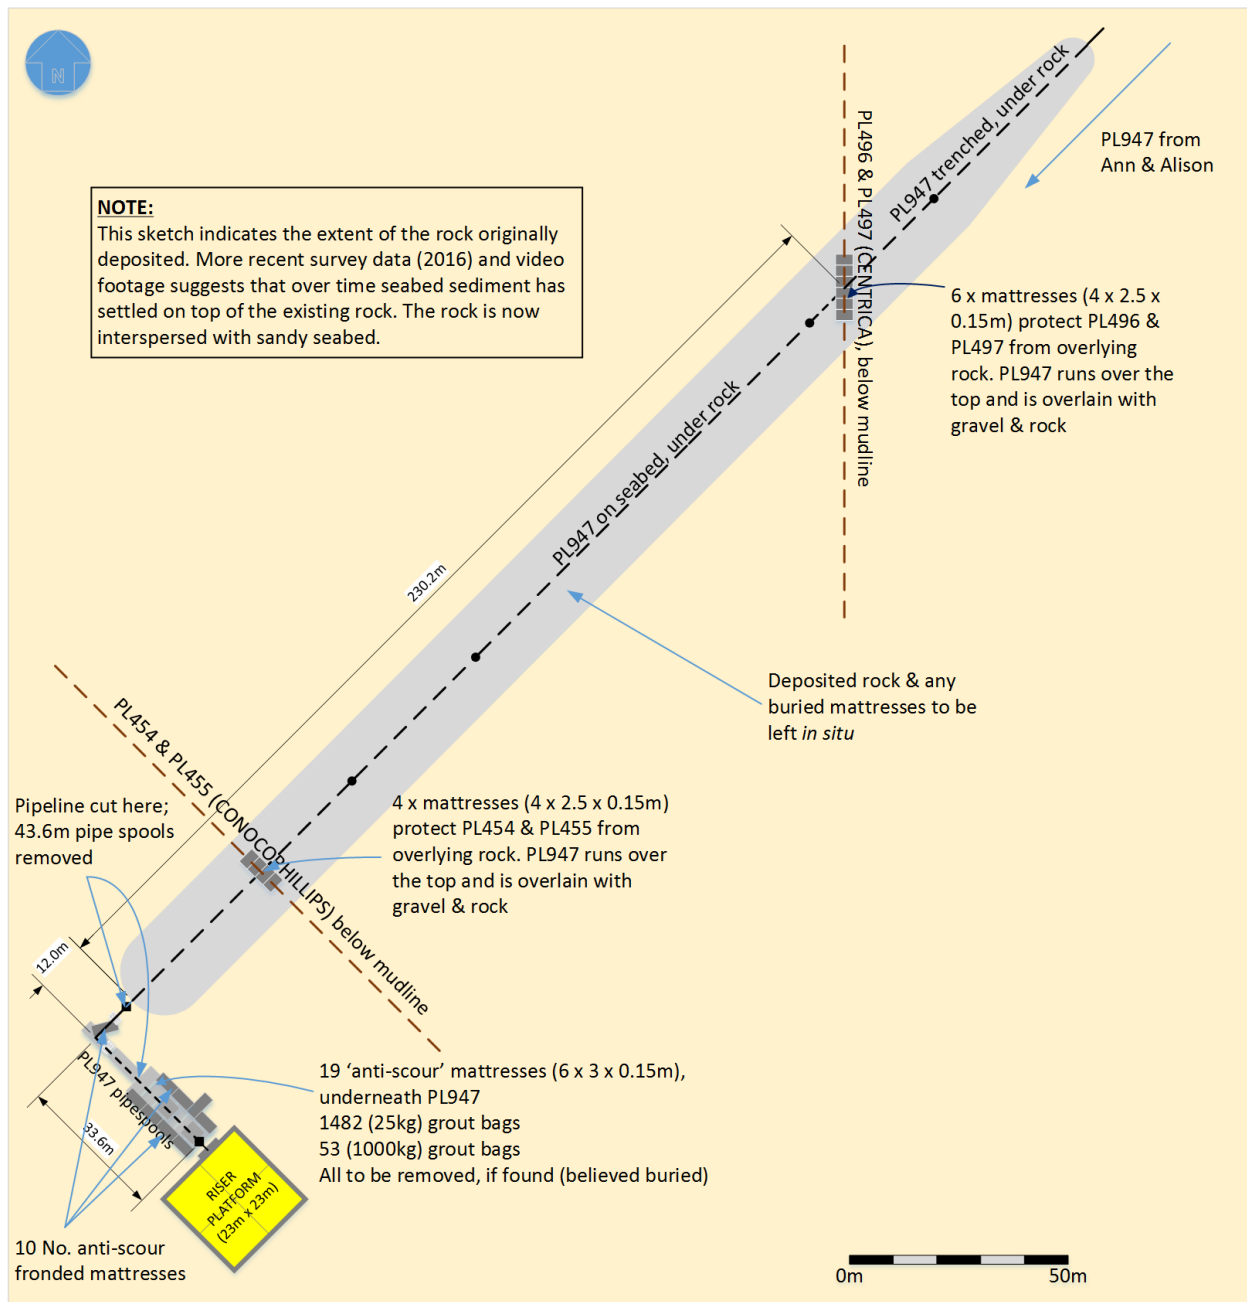 N
PL947 trenched, under rock
PL496 & PL497 (CENTRICA), below mudline
PL947 from
Ann & Alison
NOTE:
This sketch indicates the extent of the rock originally
deposited. More recent survey data (2016) and video
footage suggests that over time seabed sediment has
settled on top of the existing rock. The rock is now
interspersed with sandy seabed.
6 x mattresses (4 x 2.5 x
0.15m) protect PL496 &
PL497 from overlying
rock. PL947 runs over the
top and is overlain with
gravel & rock
PL947 on seabed, under rock
230.2m
Deposited rock & any
buried mattresses to be
left in situ
PL454 & PL455 (CONOCOPHILLIPS) below mudline
Pipeline cut here;
43.6m pipe spools
removed
4 x mattresses (4 x 2.5 x 0.15m)
protect PL454 & PL455 from
overlying rock. PL947 runs over
the top and is overlain with
gravel & rock
12.0m
PL947 pipespools
33.6m
19 ‘anti-scour’ mattresses (6 x 3 x 0.15m),
underneath PL947
1482 (25kg) grout bags
53 (1000kg) grout bags
All to be removed, if found (believed buried)
RISER
PLATFORM
(23m x 23m)
10 No. anti-scour
fronded mattresses
0m
50m